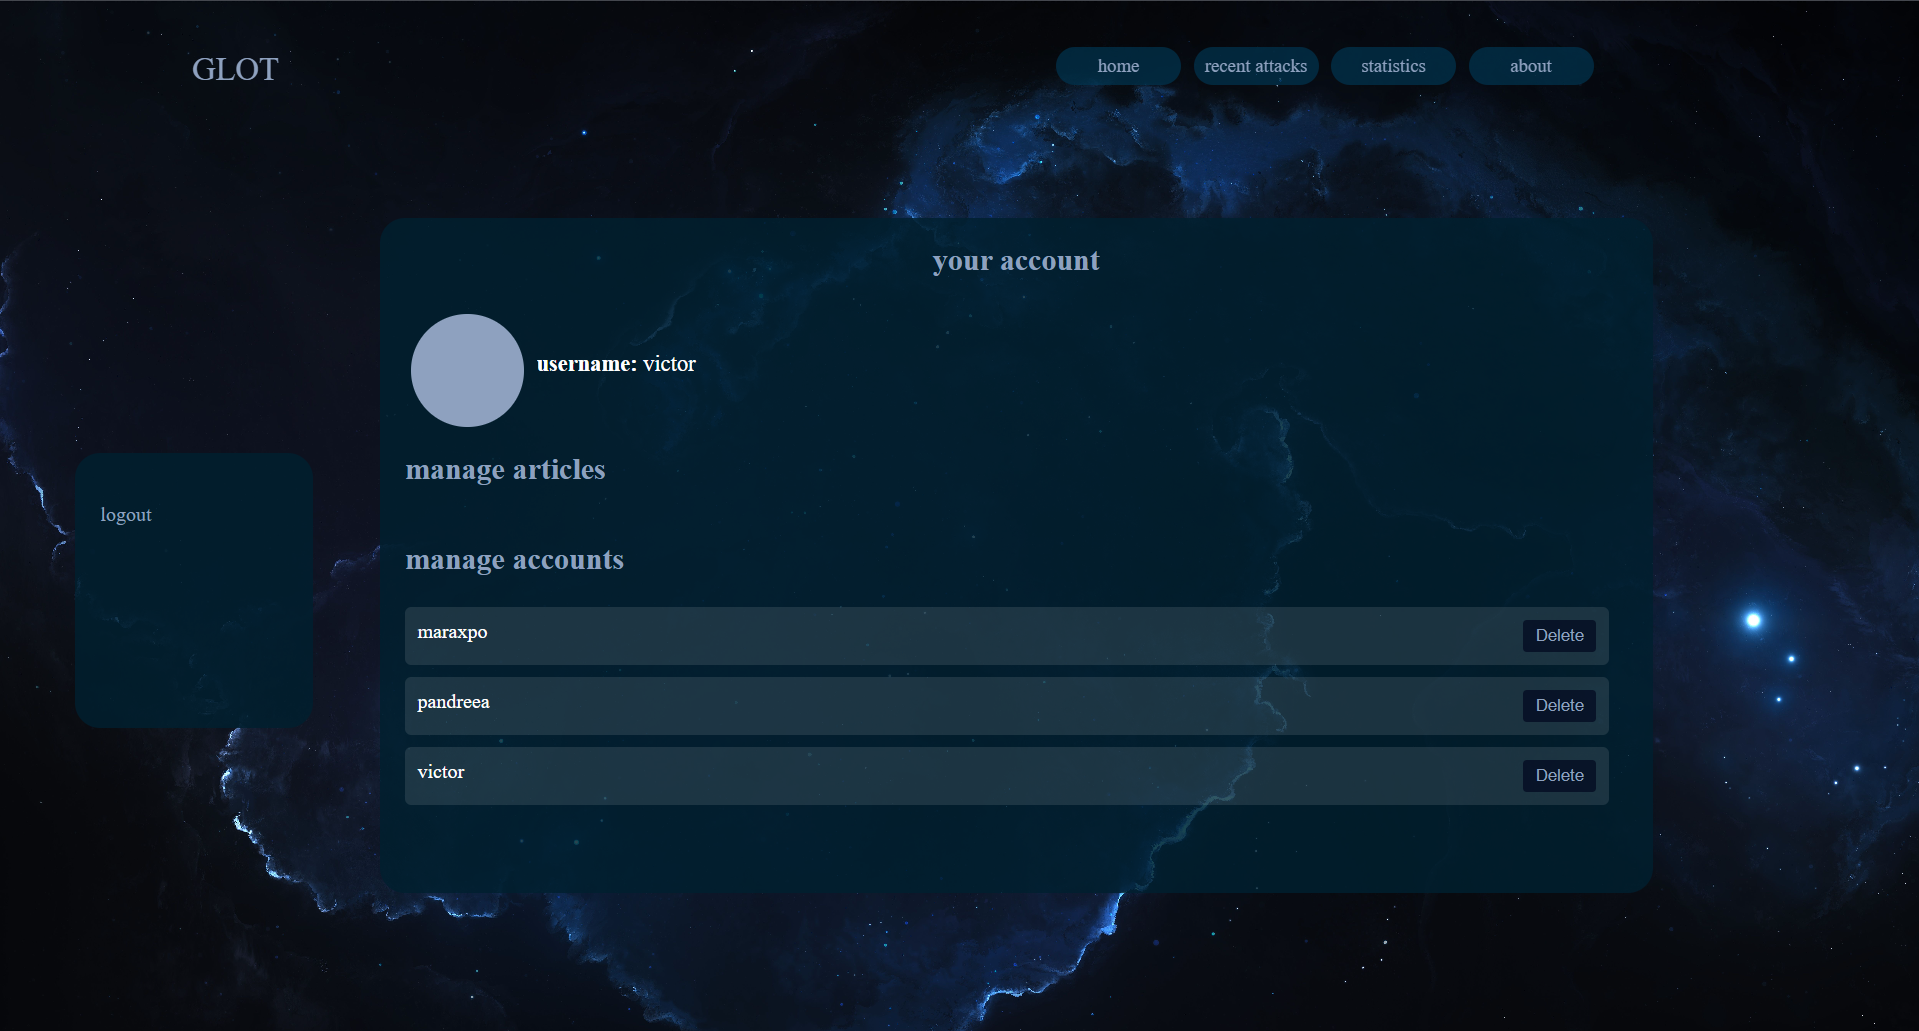 GLOT
home
recent attacks
statistics
about
your account
username: victor
manage articles
logout
manage accounts
maraxpo
Delete
pandreea
Delete
victor
Delete